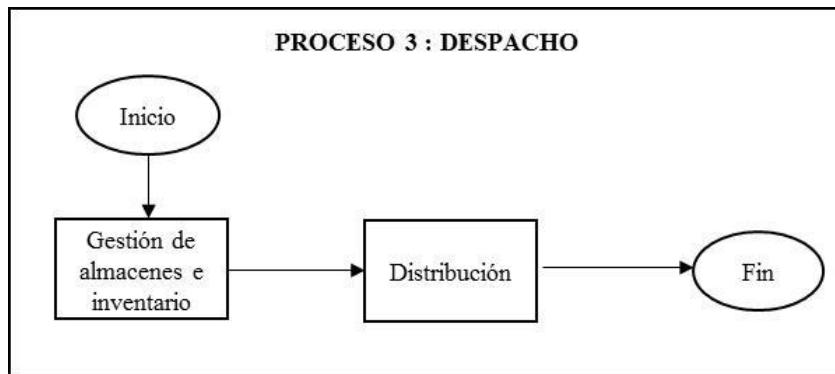 PROCESO 3 : DESPACHO
Inicio
Gestión de
almacenes e
inventario
Distribución
Fin